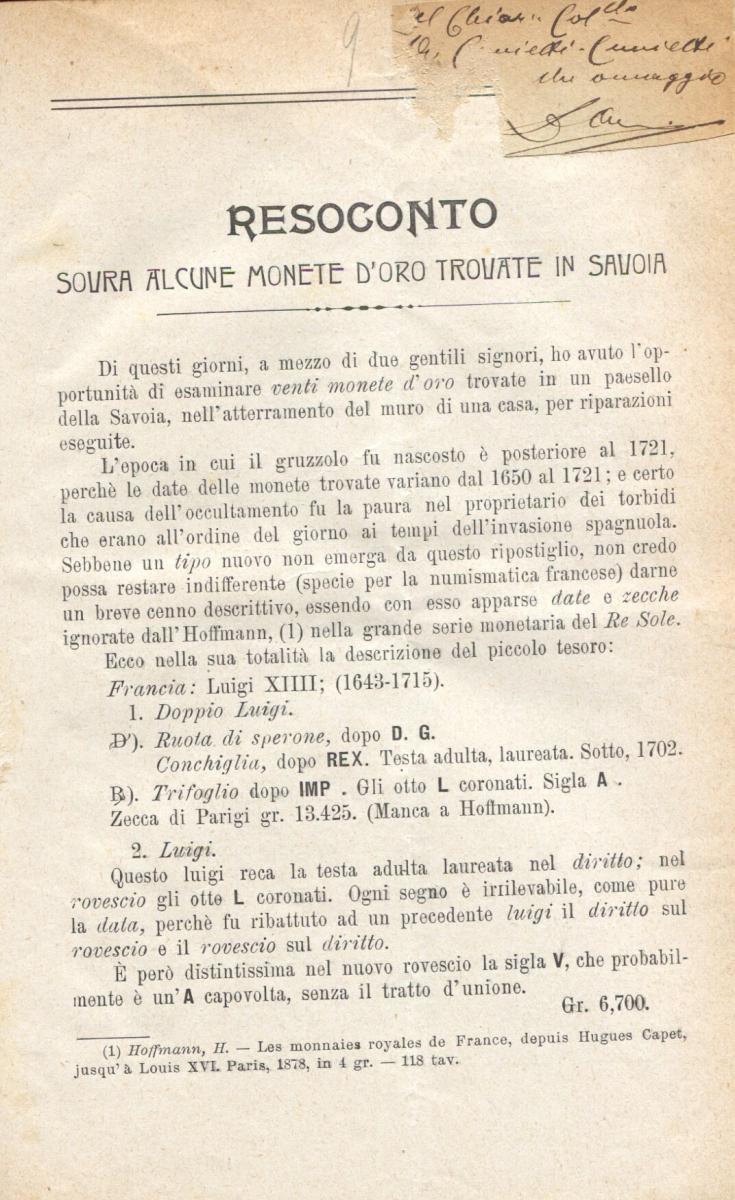 9
omaggio
RESOCONTO
SOVRA ALCUNE MONETE D'ORO TROVATE IN SAVOIA
Di questi giorni, a mezzo di due gentili signori, ho avuto l'op-
portunità di esaminare venti monete d'oro trovate in un paesello
della Savoia, nell'atterramento del muro di una casa, per riparazioni
eseguite.
L'epoca in cui il gruzzolo fu nascosto è posteriore al 1721,
perchè le date delle monete trovate variano dal 1650 al 1721; e certo
la causa dell'occultamento fu la paura nel proprietario dei torbidi
che erano all'ordine del giorno ai tempi dell'invasione spagnuola.
Sebbene un tipo nuovo non emerga da questo ripostiglio, non credo
possa restare indifferente (specie per la numismatica francese) darne
un breve cenno descrittivo, essendo con esso apparse date e zecche
ignorate dall'Hoffmann, (1) nella grande serie monetaria del Re Sole.
Ecco nella sua totalità la descrizione del piccolo tesoro:
Francia: Luigi XIIII; (1643-1715).
1. Doppio Luigi.
D'). Ruota di sperone, dopo D. G.
Conchiglia, dopo REX. Testa adulta, laureata. Sotto, 1702.
R). Trifoglio dopo IMP . Gli otto L coronati. Sigla A .
Zecca di Parigi gr. 13.425. (Manca a Hoffmann).
2. Luigi.
Questo luigi reca la testa adulta laureata nel diritto; nel
rovescio gli otto L coronati. Ogni segno è irrilevabile, come pure
la data, perchè fu ribattuto ad un precedente luigi il diritto sul
rovescio e il rovescio sul diritto.
È però distintissima nel nuovo rovescio la sigla V, che probabil-
mente è un'A capovolta, senza il tratto d'unione.
Gr. 6,700.
(1) Hoffmann, H. — Les monnaies royales de France, depuis Hugues Capet,
jusqu'à Louis XVI. Paris, 1878, in 4 gr. — 118 tav.